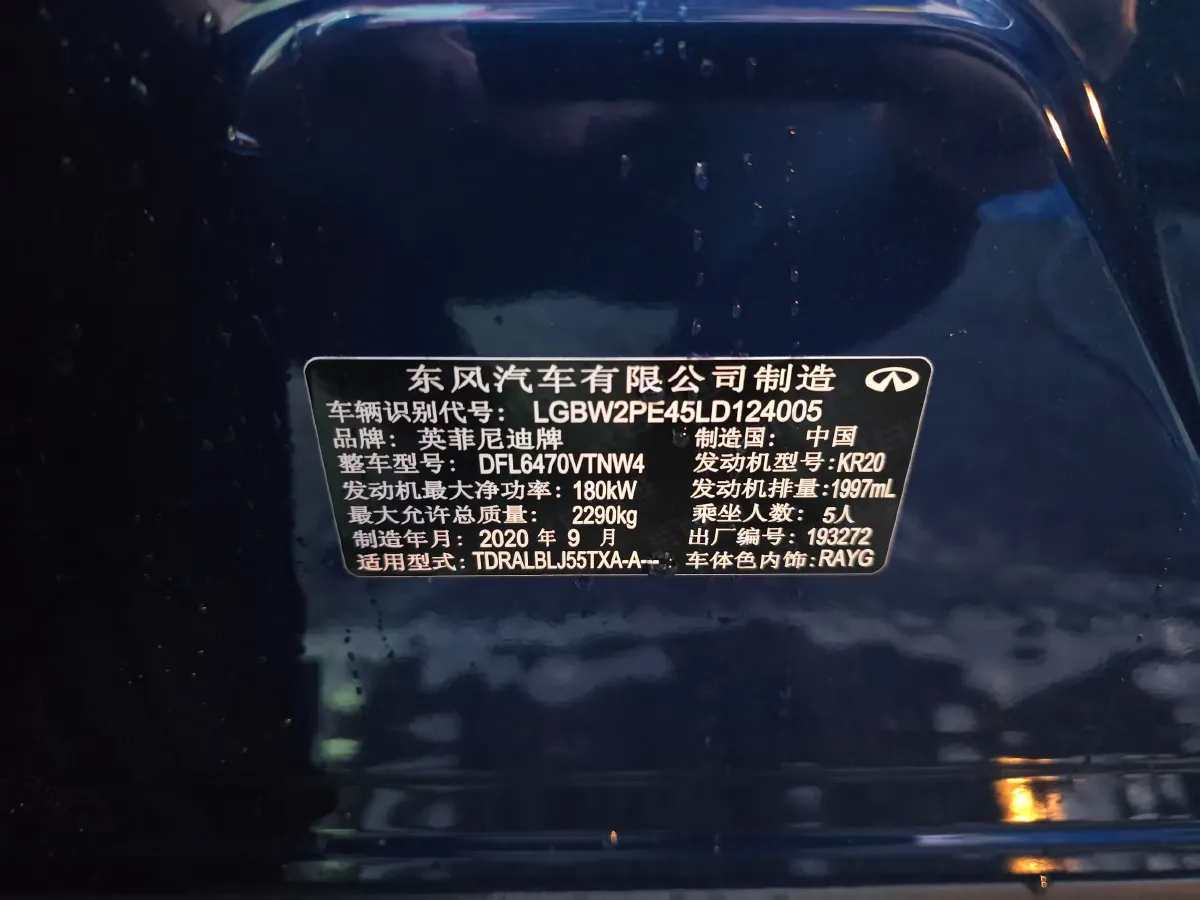 东风汽车有限公司制造
车辆识别代号: LGBW2PE45LD124005
品牌: 英菲尼迪牌 制造国: 中国
整车型号: DFL6470VTNW4 发动机型号:KR20
发动机最大净功率: 180kW 发动机排量:1997mL
最大允许总质量: 2290kg 乘坐人数: 5人
制造年月: 2020 年 9 月 出厂编号: 193272
适用型式: TDRALBLJ55TXA-A--- 车体色内饰:RAYG